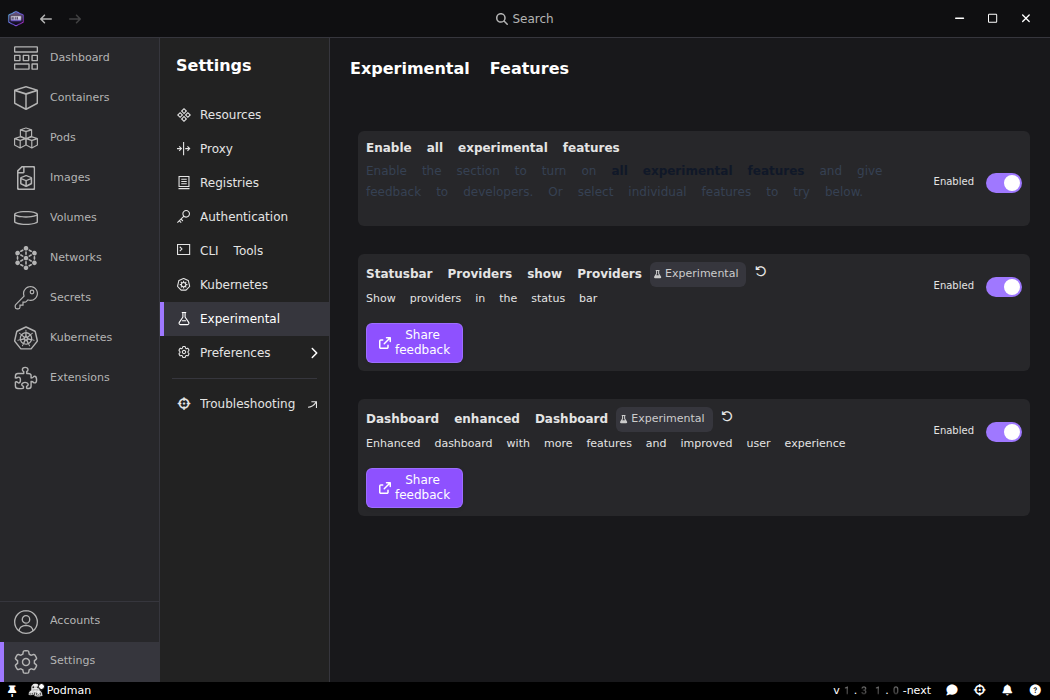 Search
Dashboard
Containers
Pods
Images
Volumes
Networks
Secrets
Kubernetes
Extensions
Accounts
Settings
Settings
Resources
Proxy
Registries
Authentication
CLI Tools
Kubernetes
Experimental
Preferences
Troubleshooting
Experimental Features
Enable all experimental features
Enable the section to turn on all experimental features and give
feedback to developers. Or select individual features to try below.
Enabled
Statusbar Providers show Providers Experimental
Show providers in the status bar
Enabled
Share
feedback
Dashboard enhanced Dashboard Experimental
Enhanced dashboard with more features and improved user experience
Enabled
Share
feedback
Podman
v 1 . 3 1 . 0 -next